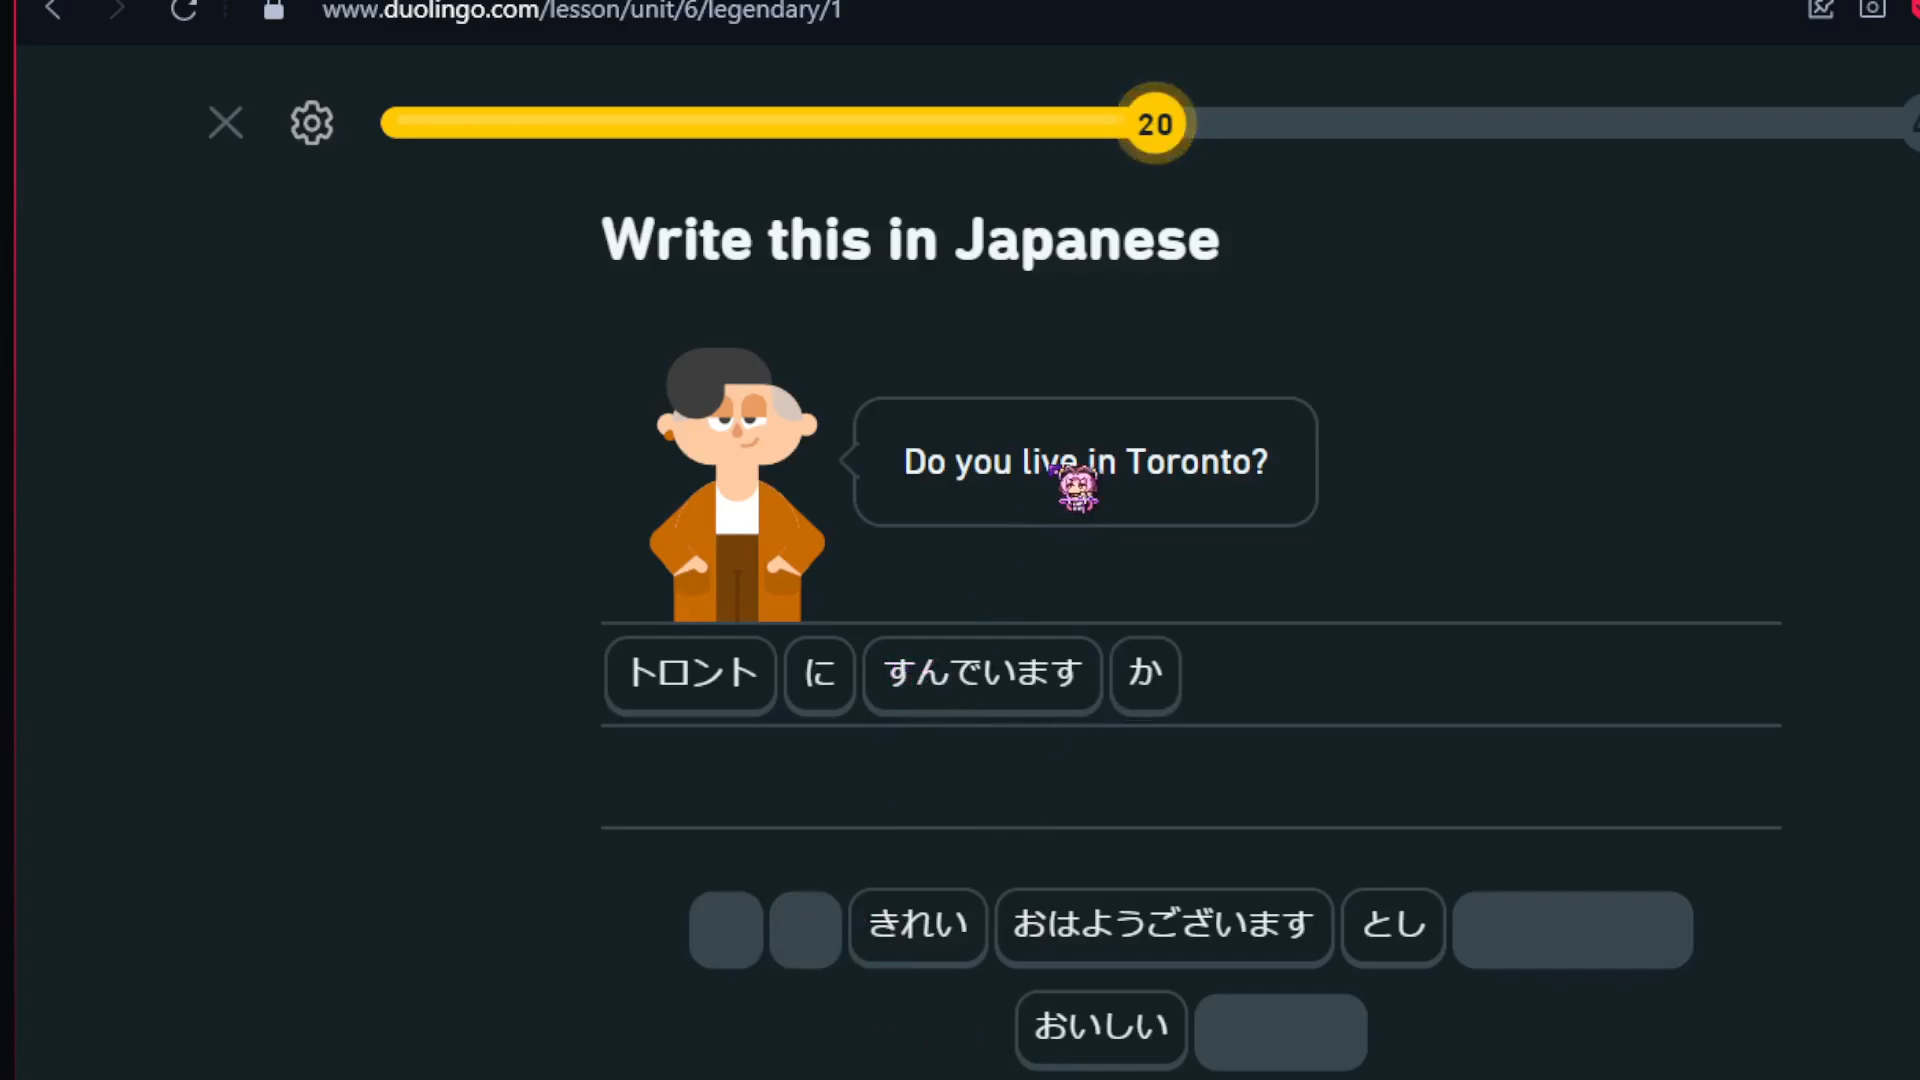 www.duolingo.com/lesson/unit/6/legendary/1
20
Write this in Japanese
Do you live in Toronto?
トロント に すんでいます か
きれい おはようございます とし
おいしい